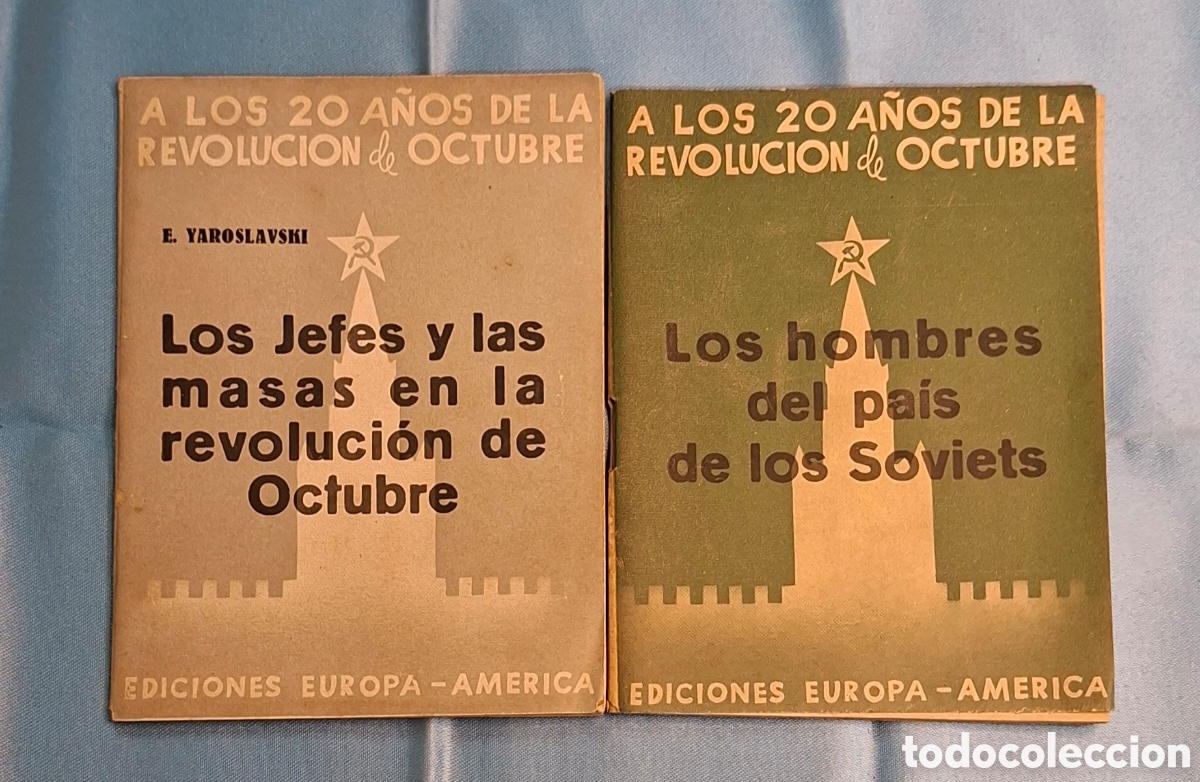 A LOS 20 AÑOS DE LA
REVOLUCION de OCTUBRE
E. YAROSLAVSKI
Los Jefes y las
masas en la
revolución de
Octubre
EDICIONES EUROPA - AMERICA
A LOS 20 AÑOS DE LA
REVOLUCION de OCTUBRE
Los hombres
del país
de los Soviets
EDICIONES EUROPA - AMERICA
todocoleccion